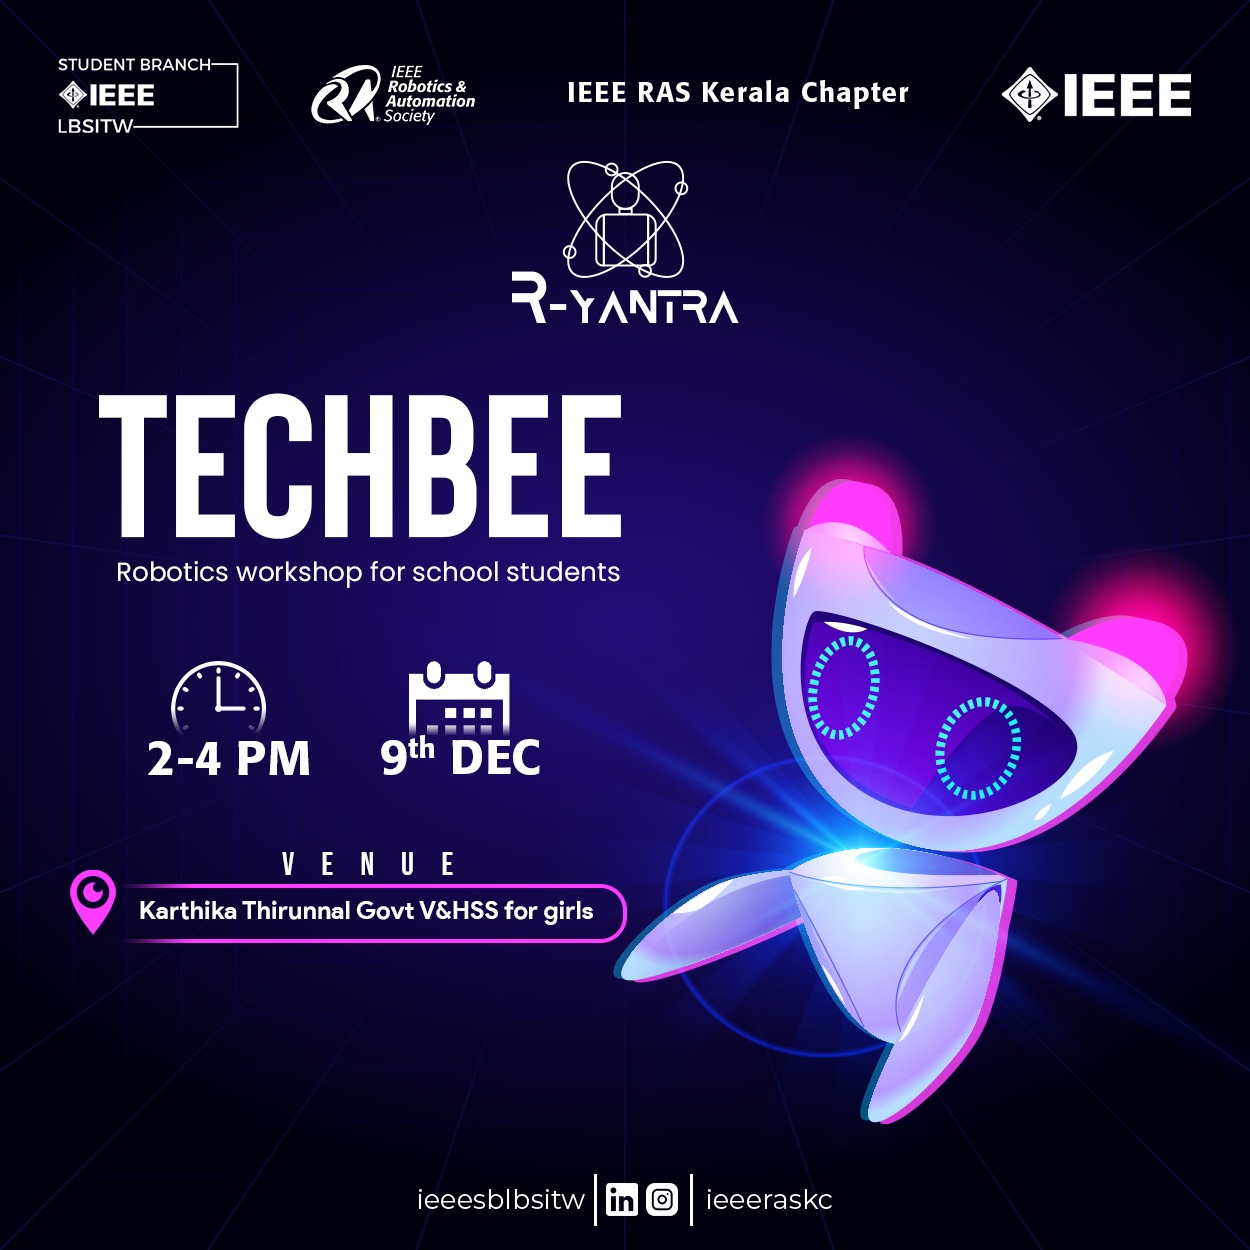 STUDENT BRANCH
IEEE
LBSITW
IEEE
Robotics &
Automation
Society
IEEE RAS Kerala Chapter
IEEE
R-YANTRA
TECHBEE
Robotics workshop for school students
2-4 PM
9th DEC
VENUE
Karthika Thirunnal Govt V&HSS for girls
ieeesblbsitw
in
ieeeraskc